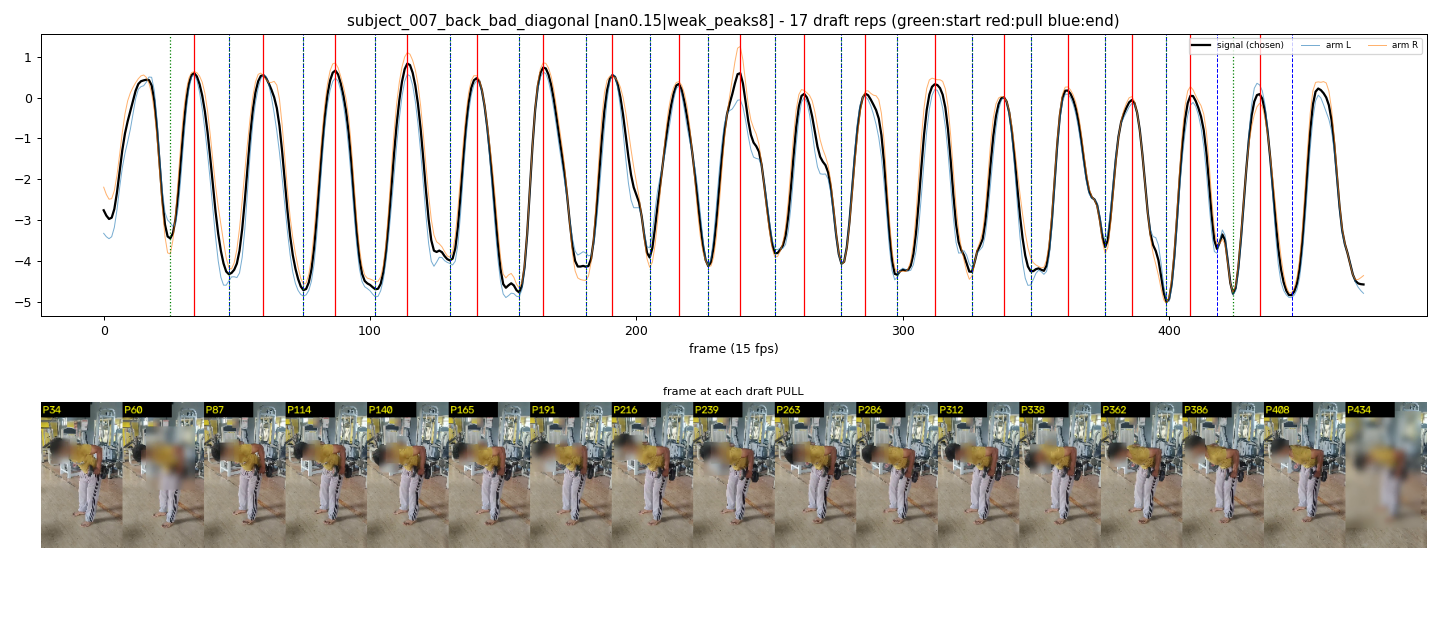 subject_007_back_bad_diagonal [nan0.15|weak_peaks8] - 17 draft reps (green:start red:pull blue:end)
signal (chosen) arm L arm R
1
0
−1
−2
−3
−4
−5
0 100 200 300 400
frame (15 fps)
frame at each draft PULL
P34 P60 P87 P114 P140 P165 P191 P216 P239 P263 P286 P312 P338 P362 P386 P408 P434